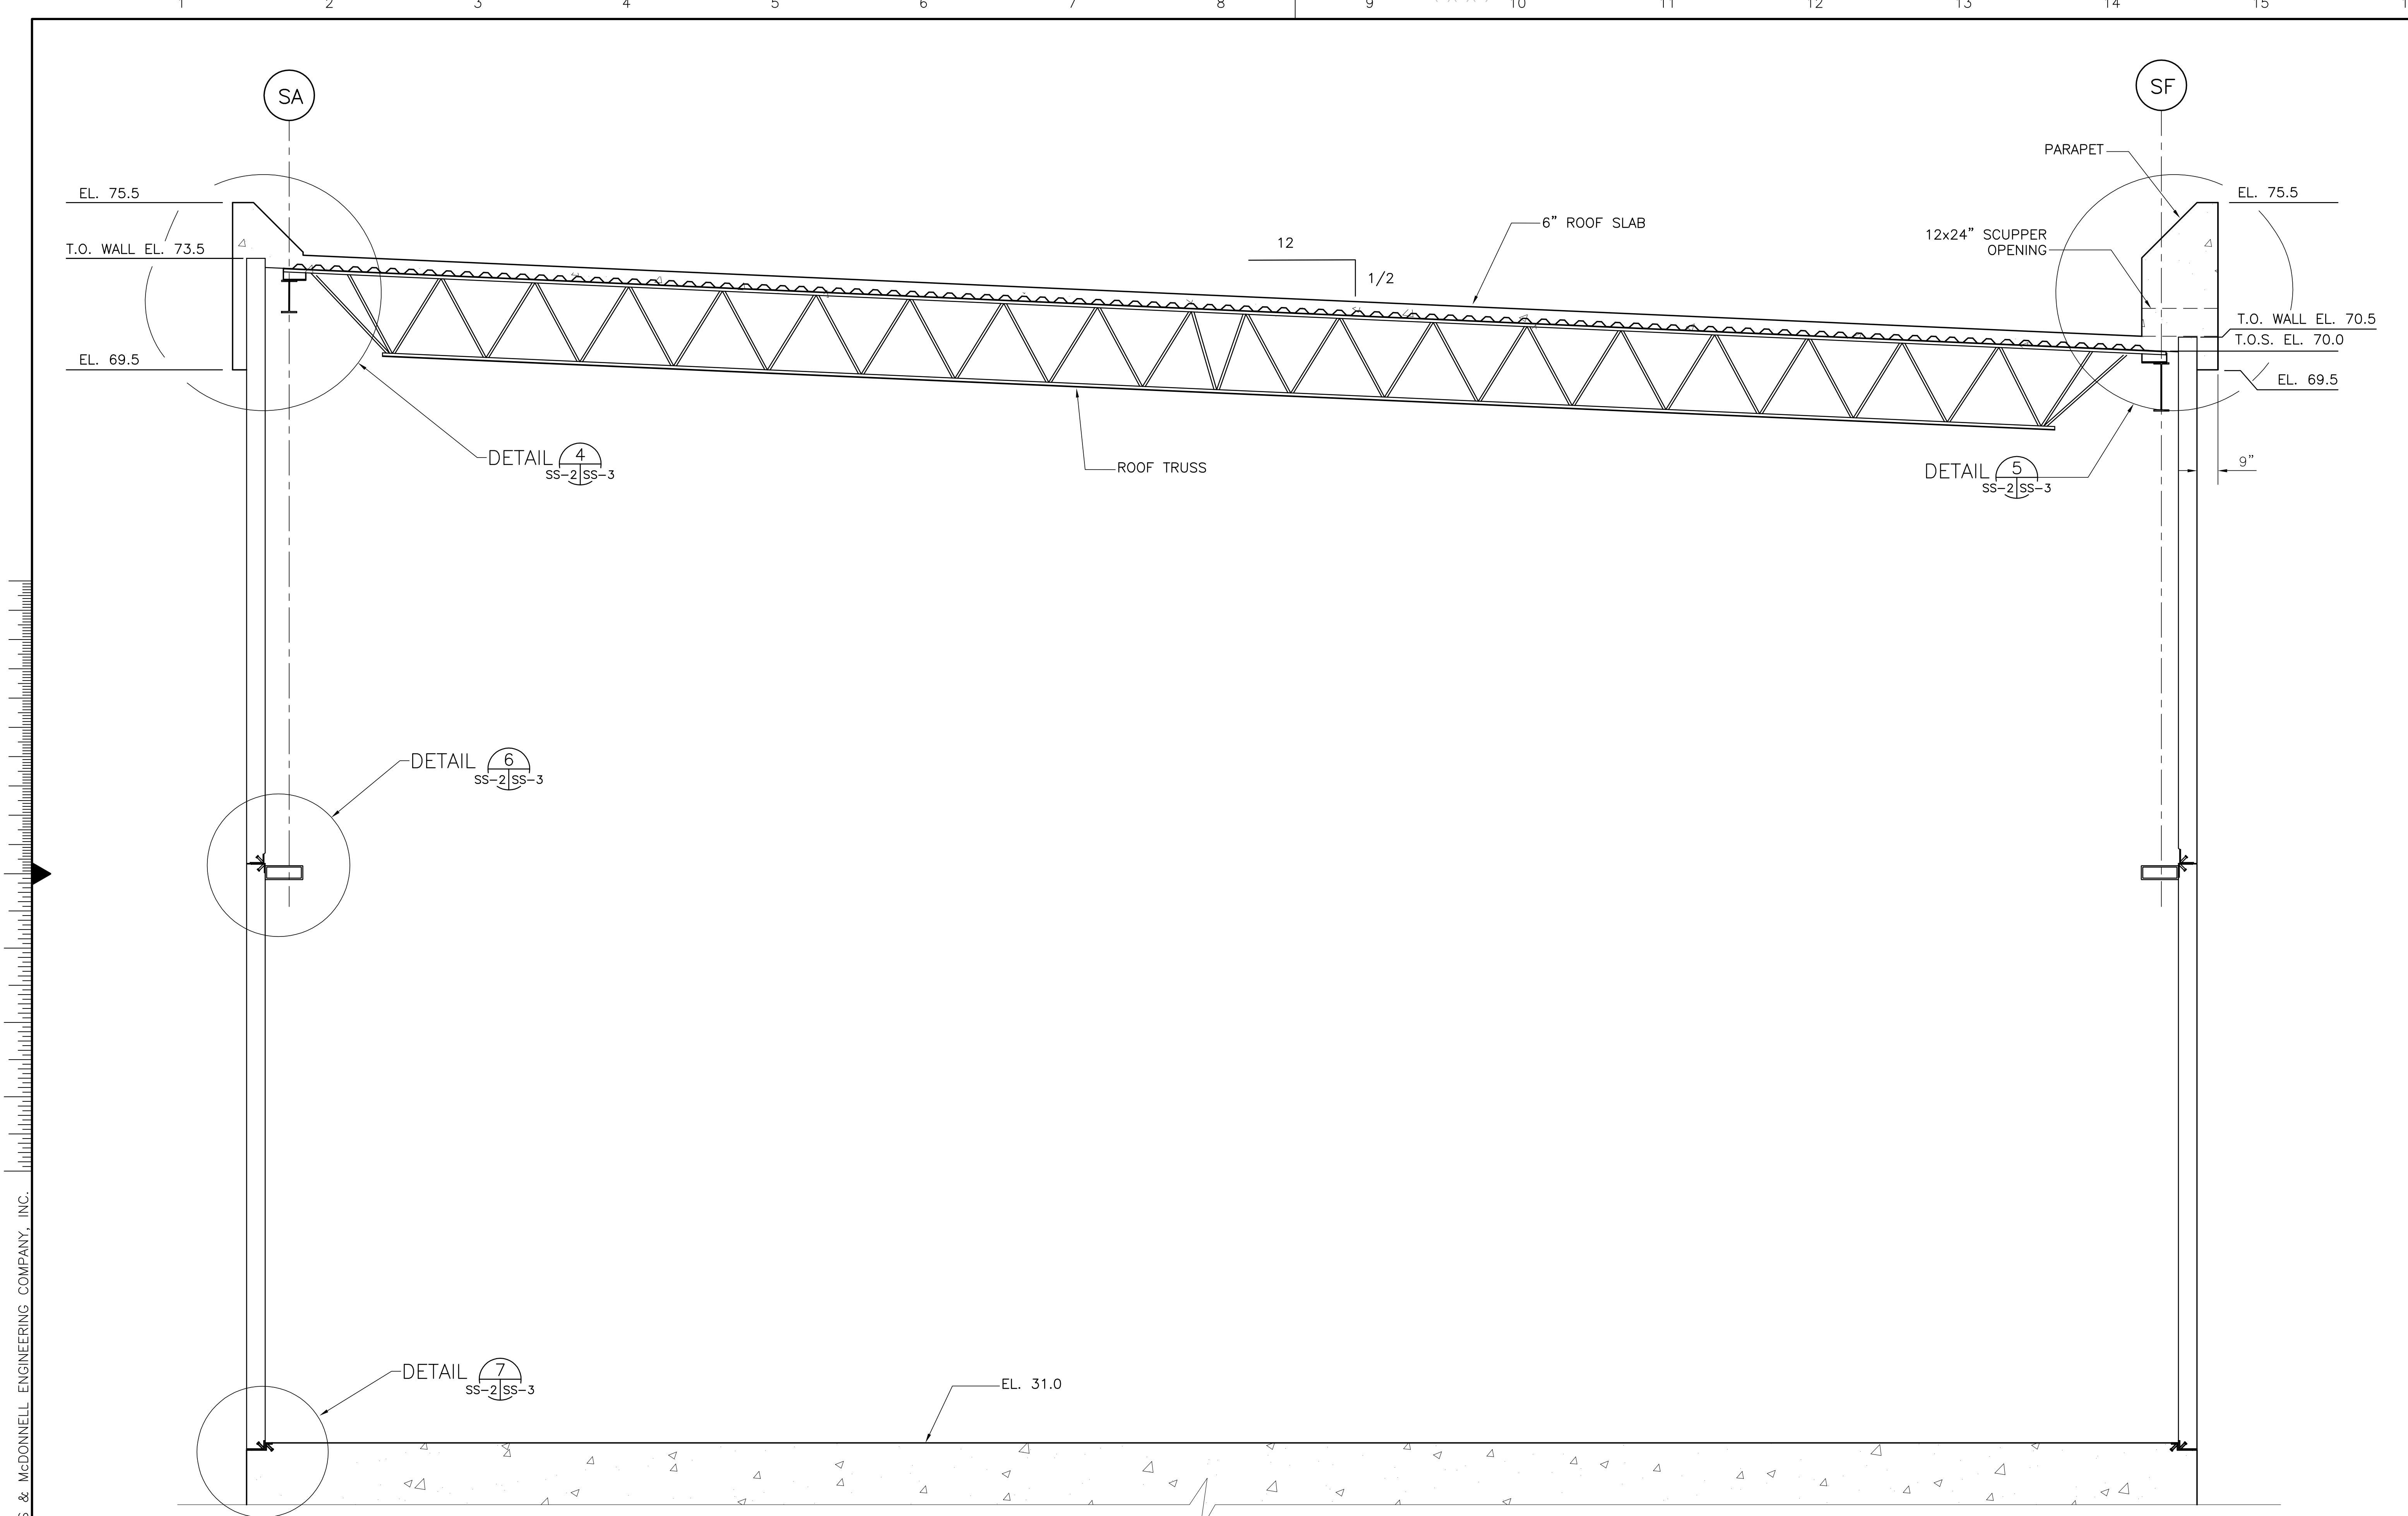 1 2 3 4 5 6 7 8 9 10 11 12 13 14 15
SA
SF
PARAPET
EL. 75.5
EL. 75.5
6” ROOF SLAB
12x24” SCUPPER
OPENING
T.O. WALL EL. 73.5
12
1/2
T.O. WALL EL. 70.5
T.O.S. EL. 70.0
EL. 69.5
EL. 69.5
DETAIL 4
SS-2 SS-3
ROOF TRUSS
DETAIL 5
SS-2 SS-3
9”
DETAIL 6
SS-2 SS-3
DETAIL 7
SS-2 SS-3
EL. 31.0
& McDONNELL ENGINEERING COMPANY, INC.